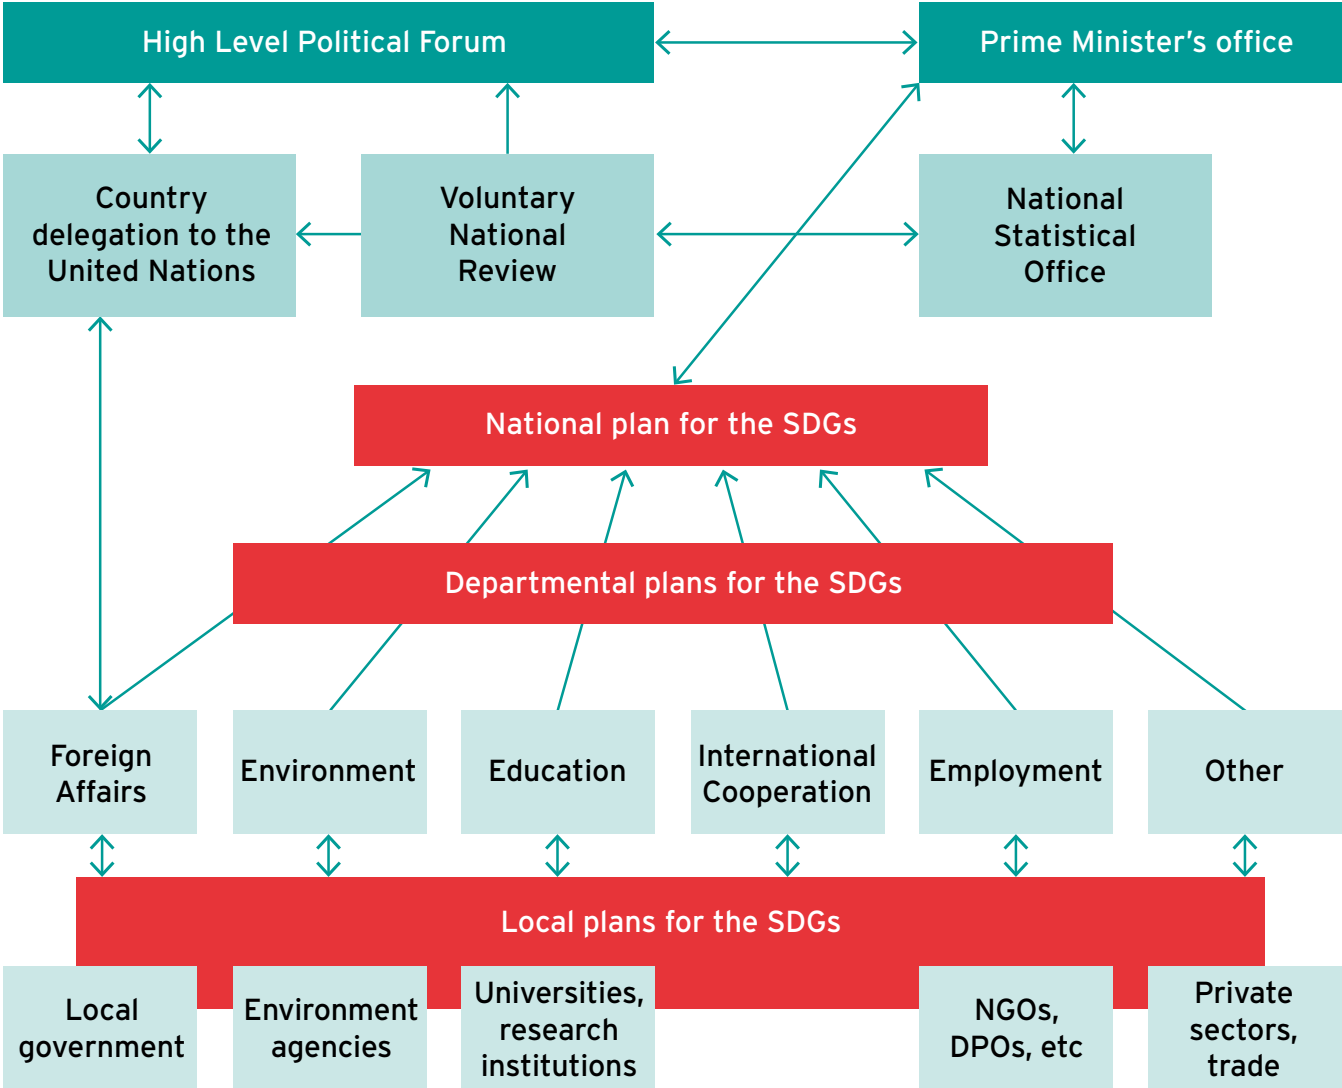 High Level Political Forum
Prime Minister's office
Country
delegation to the
United Nations
Voluntary
National
Review
National
Statistical
Office
National plan for the SDGs
Departmental plans for the SDGs
Foreign
Affairs
Environment
Education
International
Cooperation
Employment
Other
Local plans for the SDGs
Local
government
Environment
agencies
Universities,
research
institutions
NGOs,
DPOs, etc
Private
sectors,
trade